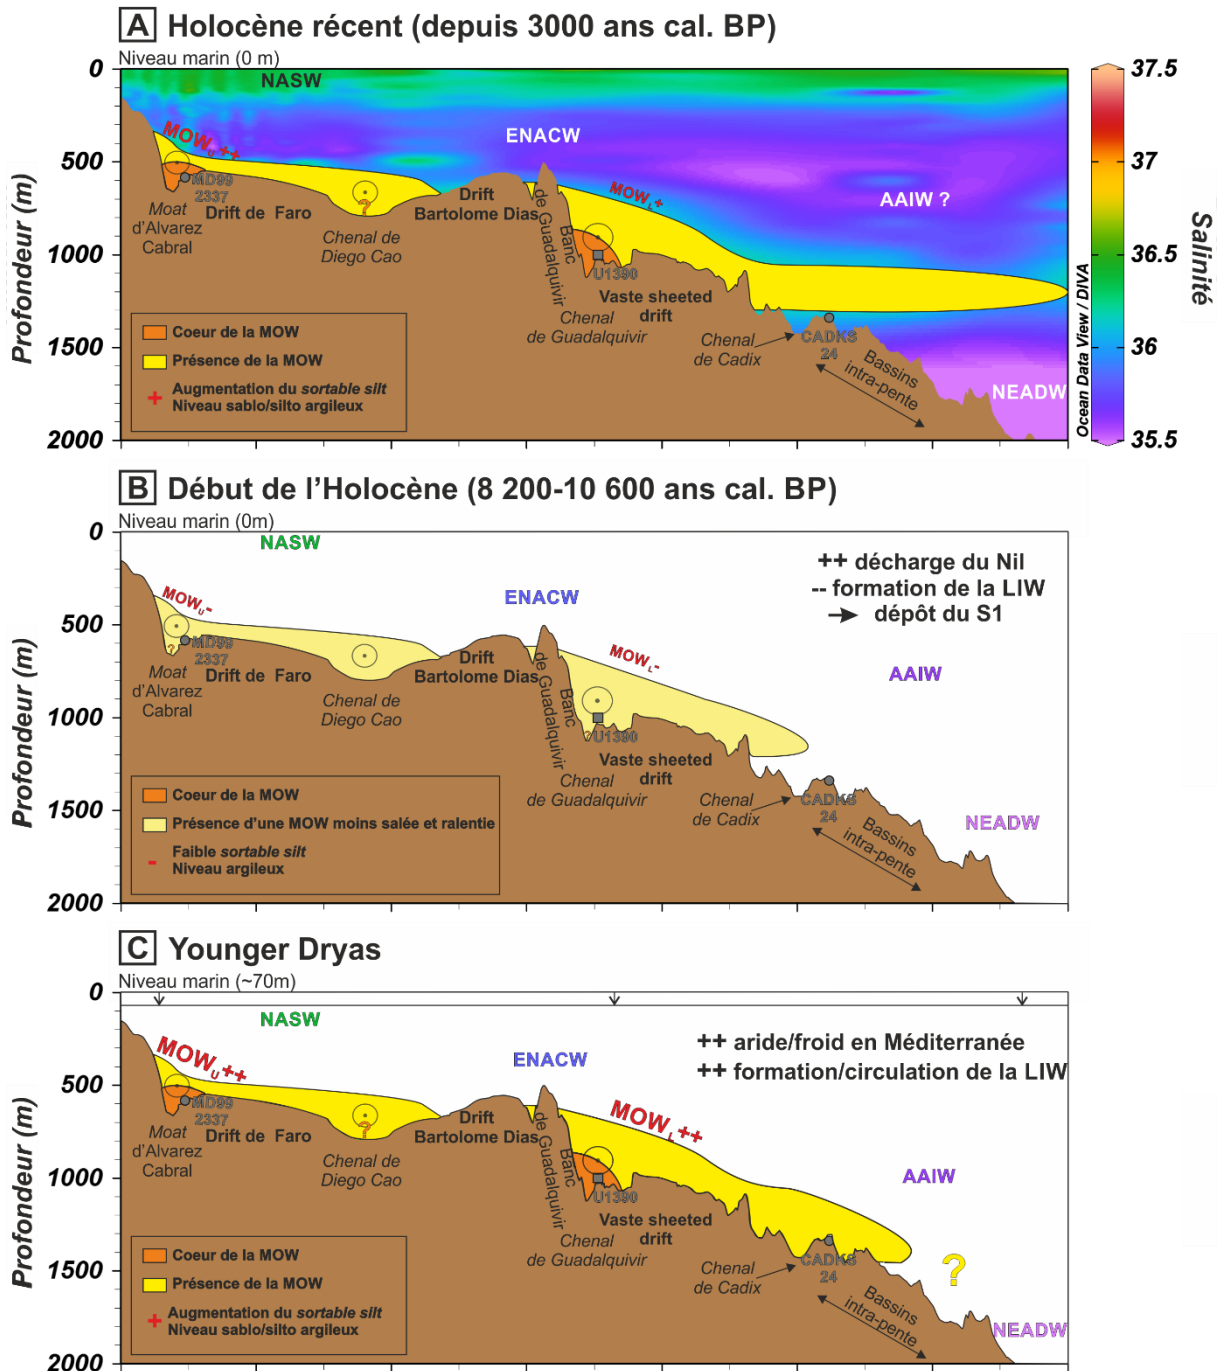 A Holocène récent (depuis 3000 ans cal. BP)
Niveau marin (0 m)
Profondeur (m)
0
500
1000
1500
2000
NASW
ENACW
AAIW ?
NEADW
MOWU++
MOWL+
MD99
2337
Moat
d'Alvarez
Cabral
Drift de Faro
?
Chenal de
Diego Cao
Drift
Bartolome Dias
Banc
de Guadalquivir
U1390
Vaste sheeted
drift
Chenal
de Guadalquivir
Chenal
de Cadix
CADKS
24
Bassins
intra-pente
Coeur de la MOW
Présence de la MOW
+ Augmentation du sortable silt
Niveau sablo/silto argileux
Ocean Data View / DIVA
37.5
37
36.5
36
35.5
Salinité
B Début de l'Holocène (8 200-10 600 ans cal. BP)
Niveau marin (0m)
Profondeur (m)
0
500
1000
1500
2000
NASW
ENACW
AAIW
NEADW
++ décharge du Nil
-- formation de la LIW
dépôt du S1
MOWU-
MOWL-
?
MD99
2337
Moat
d'Alvarez
Cabral
Drift de Faro
Chenal de
Diego Cao
Drift
Bartolome Dias
Banc
de Guadalquivir
?
U1390
Vaste sheeted
drift
Chenal
de Guadalquivir
Chenal
de Cadix
CADKS
24
Bassins
intra-pente
Coeur de la MOW
Présence d'une MOW moins salée et ralentie
- Faible sortable silt
Niveau argileux
C Younger Dryas
Niveau marin (~70m)
Profondeur (m)
0
500
1000
1500
2000
NASW
ENACW
AAIW
NEADW
++ aride/froid en Méditerranée
++ formation/circulation de la LIW
MOWU++
MOWL++
MD99
2337
Moat
d'Alvarez
Cabral
Drift de Faro
?
Chenal de
Diego Cao
Drift
Bartolome Dias
Banc
de Guadalquivir
U1390
Vaste sheeted
drift
Chenal
de Guadalquivir
Chenal
de Cadix
CADKS
24
?
Bassins
intra-pente
Coeur de la MOW
Présence de la MOW
+ Augmentation du sortable silt
Niveau sablo/silto argileux